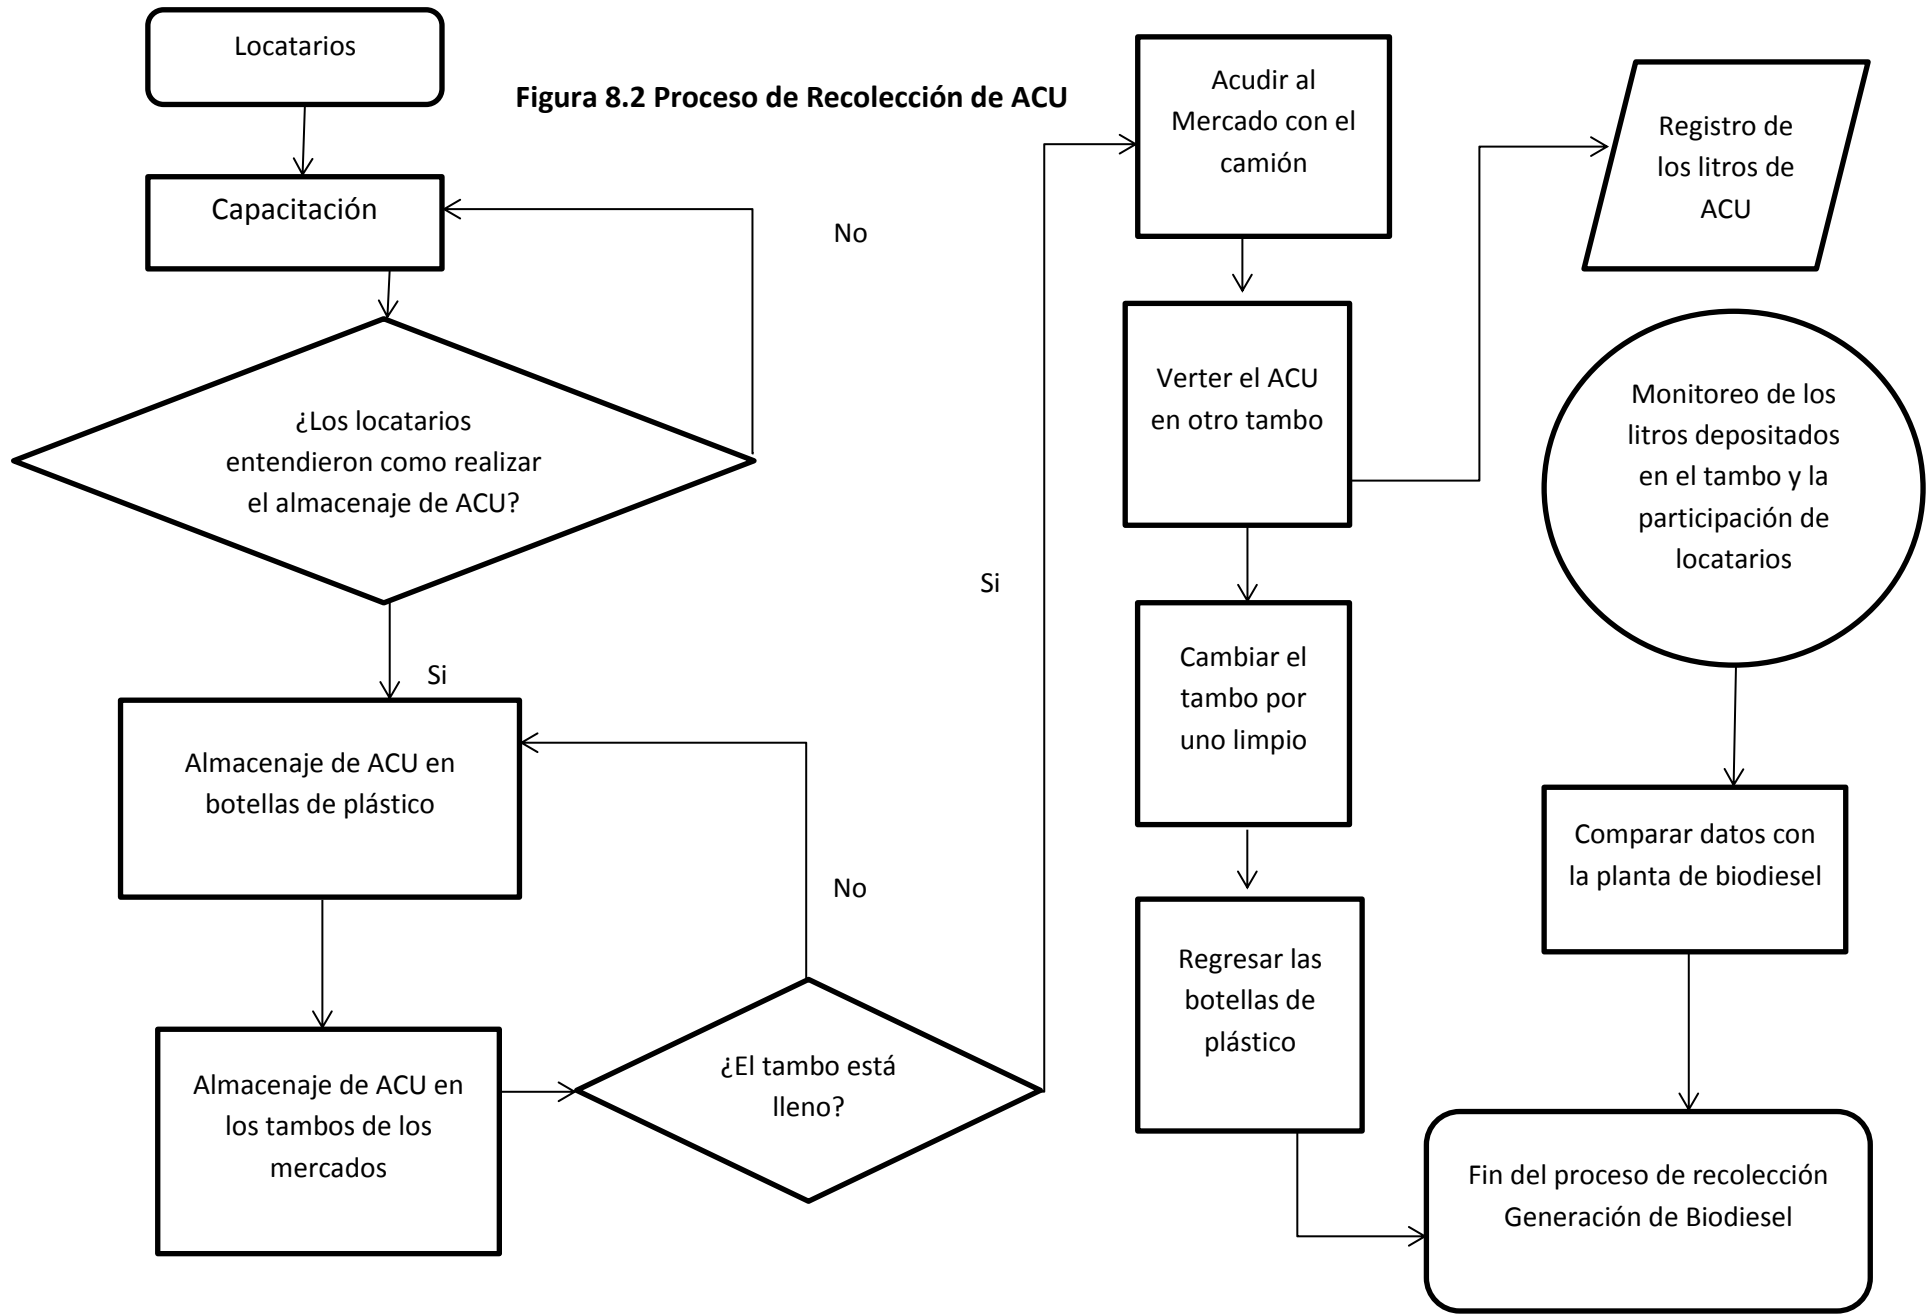 Locatarios
Figura 8.2 Proceso de Recolección de ACU
Capacitación
No
¿Los locatarios
entendieron como realizar
el almacenaje de ACU?
Si
Almacenaje de ACU en
botellas de plástico
No
Almacenaje de ACU en
los tambos de los
mercados
¿El tambo está
lleno?
Si
Acudir al
Mercado con el
camión
Verter el ACU
en otro tambo
Cambiar el
tambo por
uno limpio
Regresar las
botellas de
plástico
Registro de
los litros de
ACU
Monitoreo de los
litros depositados
en el tambo y la
participación de
locatarios
Comparar datos con
la planta de biodiesel
Fin del proceso de recolección
Generación de Biodiesel